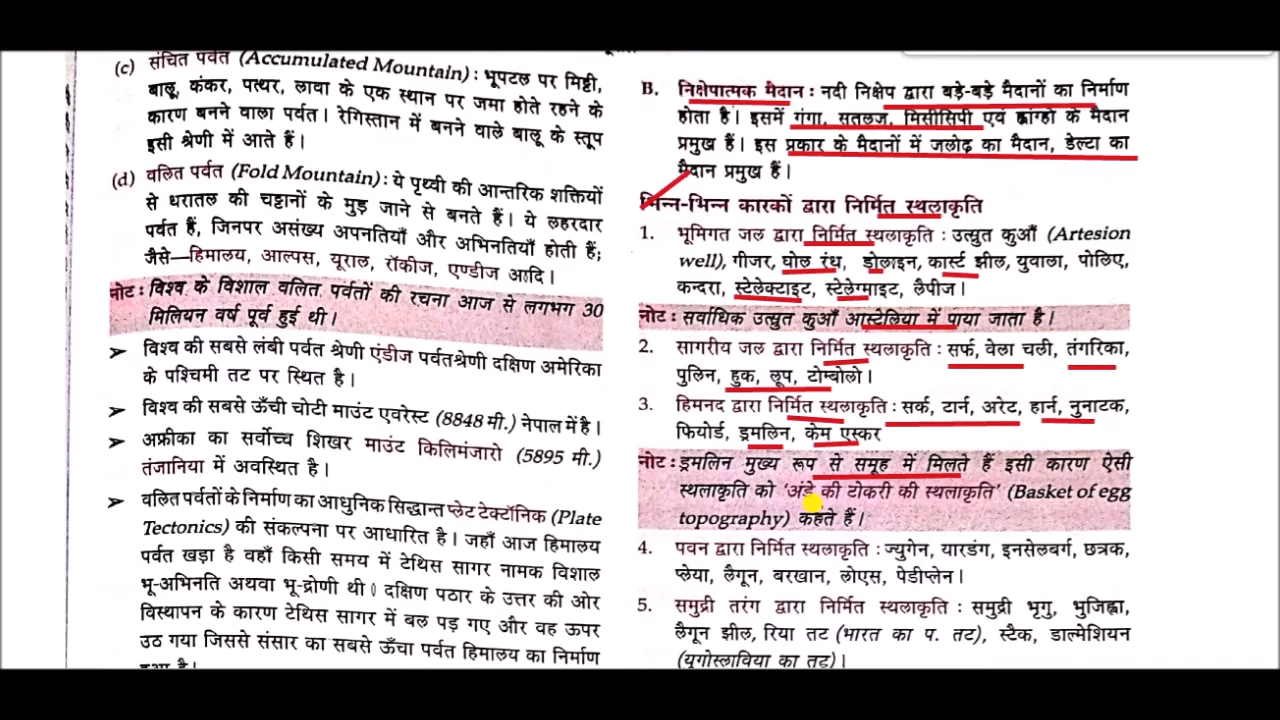 (c) संचित पर्वत (Accumulated Mountain) : भूपटल पर मिट्टी,
बालू, कंकर, पत्थर, लावा के एक स्थान पर जमा होते रहने के
कारण बनने वाला पर्वत। रेगिस्तान में बनने वाले बालू के स्तूप
इसी श्रेणी में आते हैं।
(d) वलित पर्वत (Fold Mountain) : ये पृथ्वी की आन्तरिक शक्तियों
से धरातल की चट्टानों के मुड़ जाने से बनते हैं। ये लहरदार
पर्वत हैं, जिनपर असंख्य अपनतियाँ और अभिनतियाँ होती हैं;
जैसे—हिमालय, आल्पस, यूराल, रॉकीज, एण्डीज आदि।
नोट : विश्व के विशाल वलित पर्वतों की रचना आज से लगभग 30
मिलियन वर्ष पूर्व हुई थी।
➤ विश्व की सबसे लंबी पर्वत श्रेणी एंडीज पर्वतश्रेणी दक्षिण अमेरिका
के पश्चिमी तट पर स्थित है।
➤ विश्व की सबसे ऊँची चोटी माउंट एवरेस्ट (8848 मी.) नेपाल में है।
➤ अफ्रीका का सर्वोच्च शिखर माउंट किलिमंजारो (5895 मी.)
तंजानिया में अवस्थित है।
➤ वलित पर्वतों के निर्माण का आधुनिक सिद्धान्त प्लेट टेक्टॉनिक (Plate
Tectonics) की संकल्पना पर आधारित है। जहाँ आज हिमालय
पर्वत खड़ा है वहाँ किसी समय में टेथिस सागर नामक विशाल
भू-अभिनति अथवा भू-द्रोणी थी। दक्षिण पठार के उत्तर की ओर
विस्थापन के कारण टेथिस सागर में बल पड़ गए और वह ऊपर
उठ गया जिससे संसार का सबसे ऊँचा पर्वत हिमालय का निर्माण
हुआ है।
B. निक्षेपात्मक मैदान : नदी निक्षेप द्वारा बड़े-बड़े मैदानों का निर्माण
होता है। इसमें गंगा, सतलज, मिसीसिपी एवं ह्वांग्हो के मैदान
प्रमुख हैं। इस प्रकार के मैदानों में जलोढ़ का मैदान, डेल्टा का
मैदान प्रमुख हैं।
भिन्न-भिन्न कारकों द्वारा निर्मित स्थलाकृति
1. भूमिगत जल द्वारा निर्मित स्थलाकृति : उत्स्रुत कुआँ (Artesion
well), गीजर, घोल रंध, डोलाइन, कार्स्ट झील, युवाला, पोलिए,
कन्दरा, स्टेलेक्टाइट, स्टेलेग्माइट, लैपीज।
नोट : सर्वाधिक उत्स्रुत कुआँ आस्टेलिया में पाया जाता है।
2. सागरीय जल द्वारा निर्मित स्थलाकृति : सर्फ, वेला चली, तंगरिका,
पुलिन, हुक, लूप, टोम्बोलो।
3. हिमनद द्वारा निर्मित स्थलाकृति : सर्क, टार्न, अरेट, हार्न, नुनाटक,
फियोर्ड, ड्रमलिन, केम एस्कर
नोट : ड्रमलिन मुख्य रूप से समूह में मिलते हैं इसी कारण ऐसी
स्थलाकृति को 'अंडे की टोकरी की स्थलाकृति' (Basket of egg
topography) कहते हैं।
4. पवन द्वारा निर्मित स्थलाकृति : ज्युगेन, यारडंग, इनसेलबर्ग, छत्रक,
प्लेया, लैगून, बरखान, लोएस, पेडीप्लेन।
5. समुद्री तरंग द्वारा निर्मित स्थलाकृति : समुद्री भृगु, भुजिह्वा,
लैगून झील, रिया तट (भारत का प. तट), स्टैक, डाल्मेशियन
(यूगोस्लाविया का तट)।